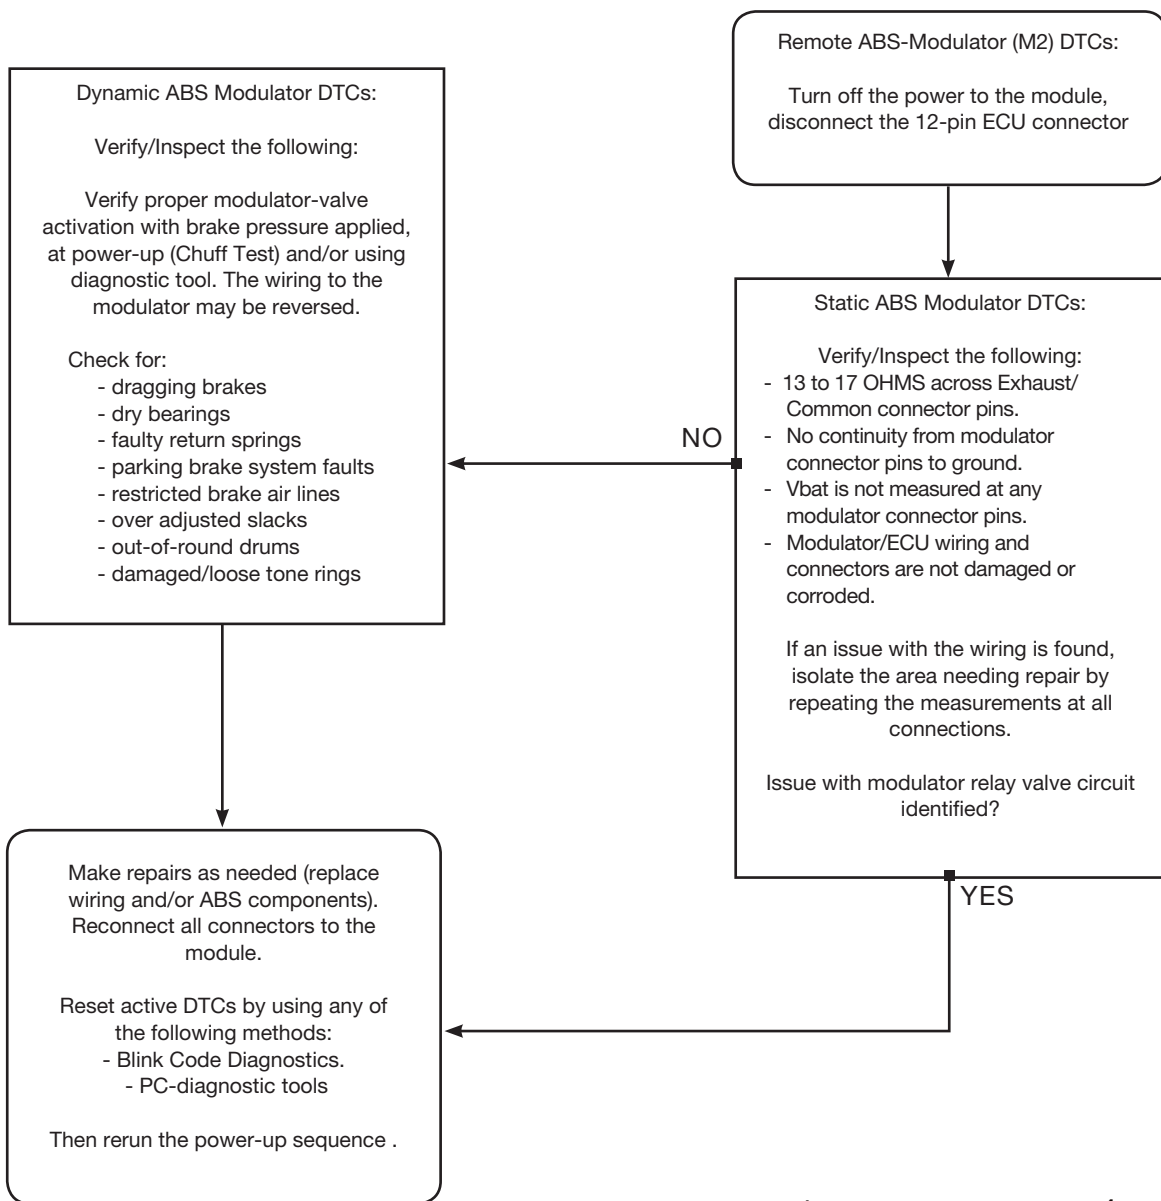 Remote ABS-Modulator (M2) DTCs:
Turn off the power to the module,
disconnect the 12-pin ECU connector
Static ABS Modulator DTCs:
Verify/Inspect the following:
- 13 to 17 OHMS across Exhaust/
Common connector pins.
- No continuity from modulator
connector pins to ground.
- Vbat is not measured at any
modulator connector pins.
- Modulator/ECU wiring and
connectors are not damaged or
corroded.
If an issue with the wiring is found,
isolate the area needing repair by
repeating the measurements at all
connections.
Issue with modulator relay valve circuit
identified?
NO
YES
Dynamic ABS Modulator DTCs:
Verify/Inspect the following:
Verify proper modulator-valve
activation with brake pressure applied,
at power-up (Chuff Test) and/or using
diagnostic tool. The wiring to the
modulator may be reversed.
Check for:
- dragging brakes
- dry bearings
- faulty return springs
- parking brake system faults
- restricted brake air lines
- over adjusted slacks
- out-of-round drums
- damaged/loose tone rings
Make repairs as needed (replace
wiring and/or ABS components).
Reconnect all connectors to the
module.
Reset active DTCs by using any of
the following methods:
- Blink Code Diagnostics.
- PC-diagnostic tools
Then rerun the power-up sequence .